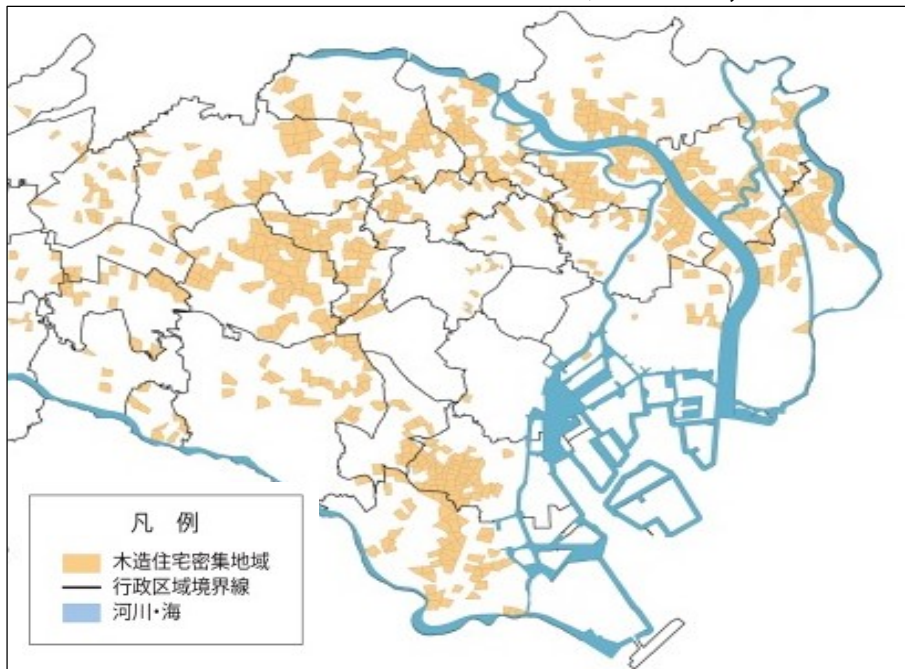 凡 例
木造住宅密集地域
行政区域境界線
河川・海